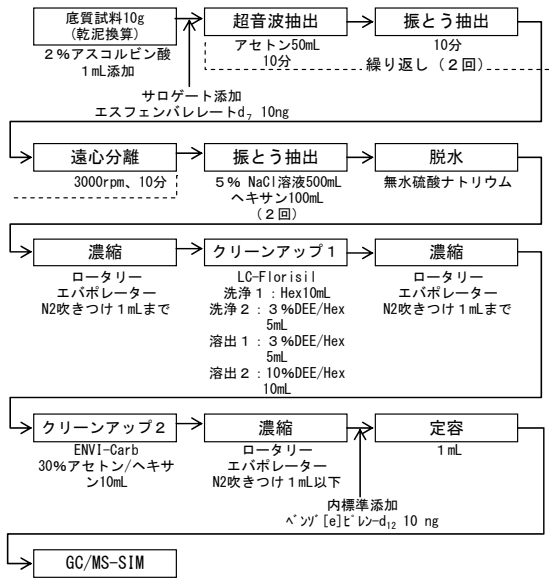 底質試料10g
(乾泥換算)
2%アスコルビン酸
1mL添加
超音波抽出
アセトン50mL
10分
振とう抽出
10分
繰り返し(2回)
サロゲート添加
エスフェンバレレートd₇ 10ng
遠心分離
3000rpm、10分
振とう抽出
5% NaCl溶液500mL
ヘキサン100mL
(2回)
脱水
無水硫酸ナトリウム
濃縮
ロータリー
エバポレーター
N2吹きつけ1mLまで
クリーンアップ1
LC-Florisil
洗浄1:Hex10mL
洗浄2:3%DEE/Hex
5mL
溶出1:3%DEE/Hex
5mL
溶出2:10%DEE/Hex
10mL
濃縮
ロータリー
エバポレーター
N2吹きつけ1mLまで
クリーンアップ2
ENVI-Carb
30%アセトン/ヘキサ
ン10mL
濃縮
ロータリー
エバポレーター
N2吹きつけ1mL以下
定容
1mL
内標準添加
ベンゾ[e]ピレン-d₁₂ 10 ng
GC/MS-SIM